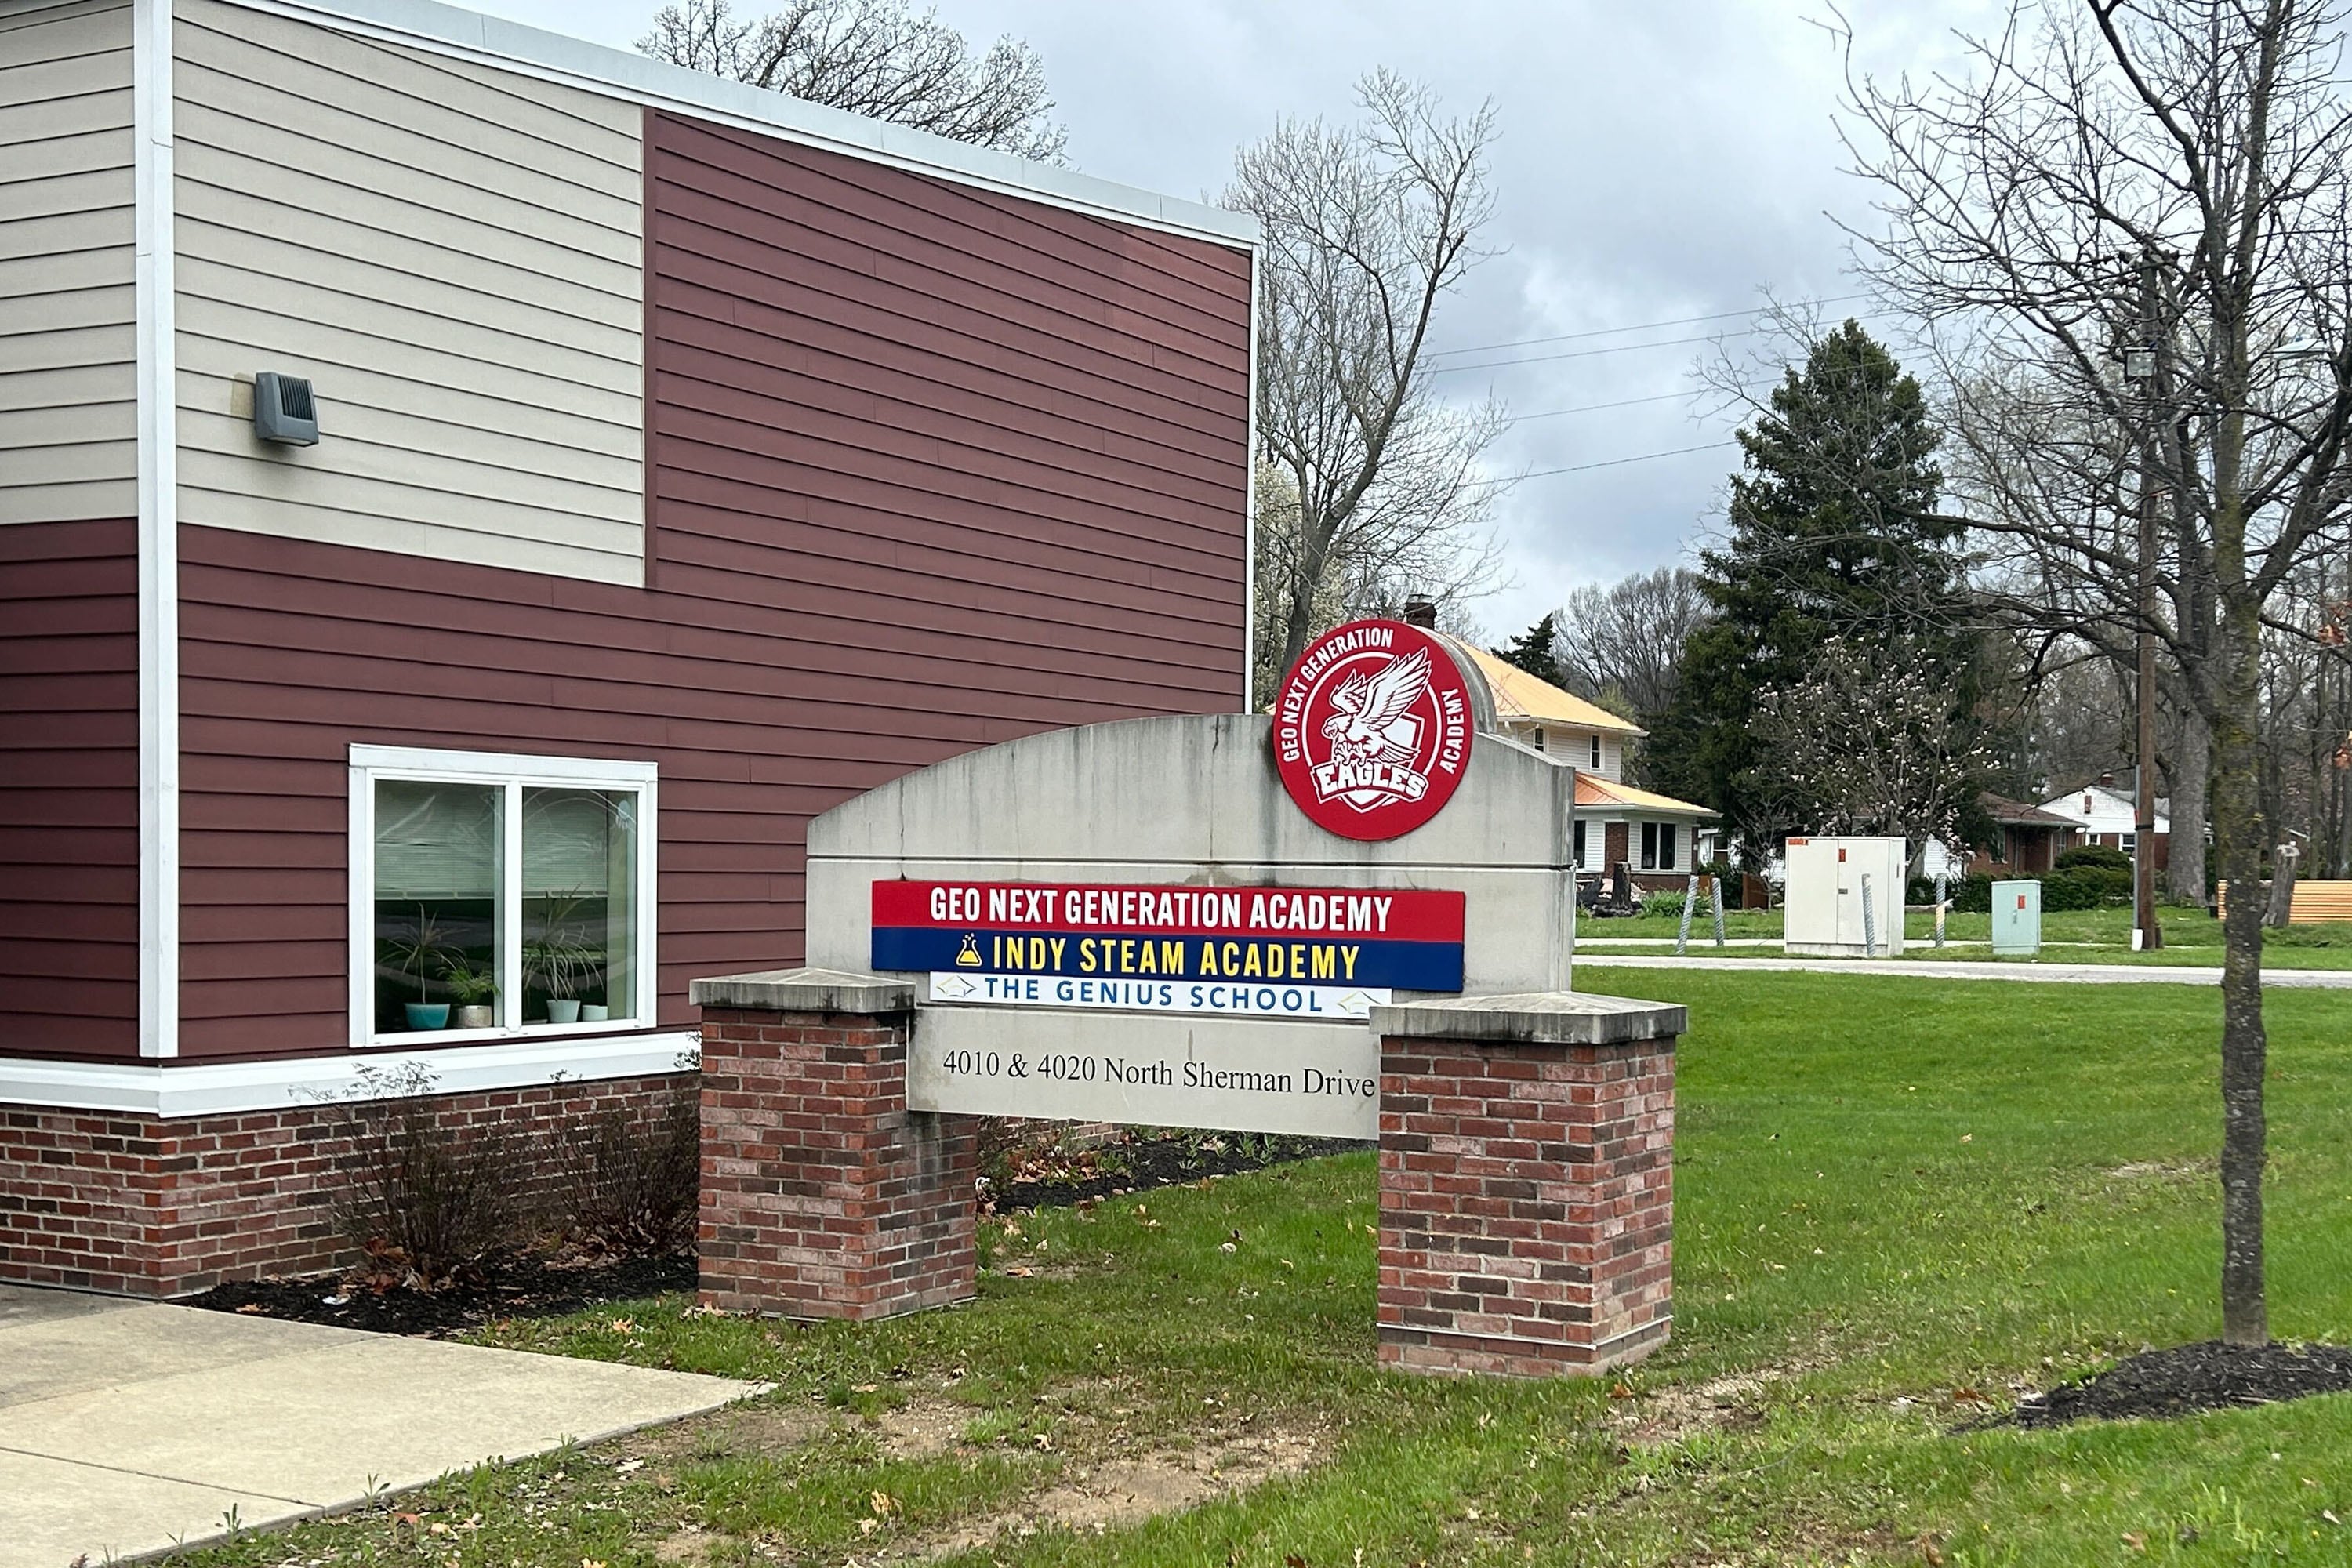 GEO NEXT GENERATION
ACADEMY
EAGLES
GEO NEXT GENERATION ACADEMY
INDY STEAM ACADEMY
THE GENIUS SCHOOL
4010 & 4020 North Sherman Drive